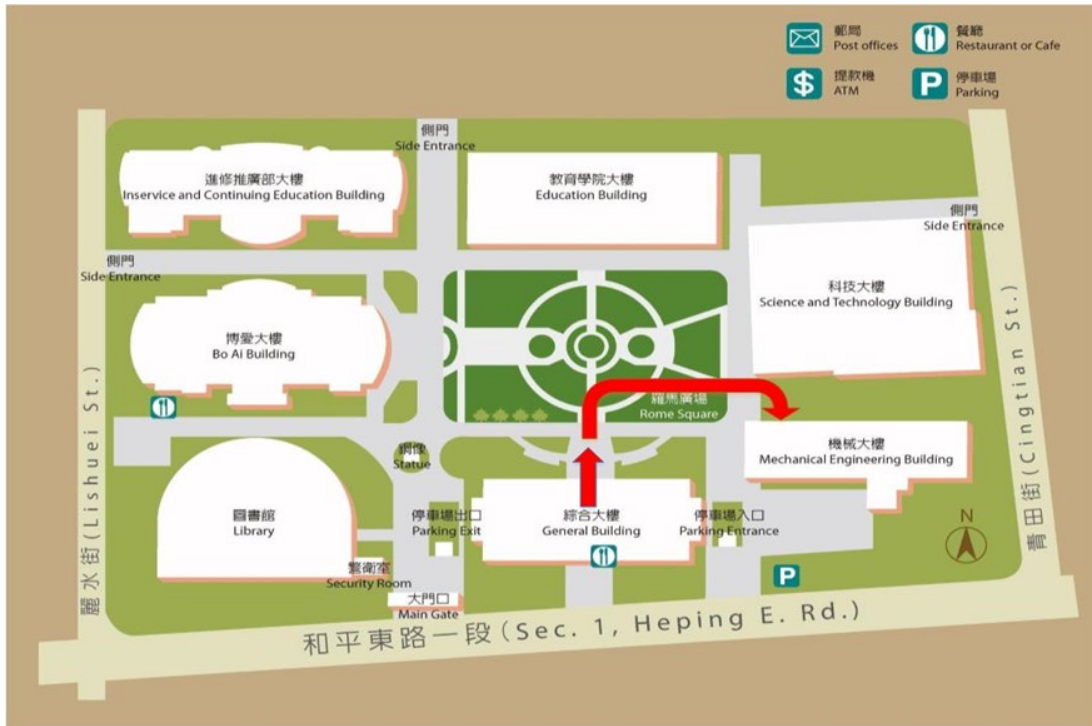 郵局
Post offices
餐廳
Restaurant or Cafe
提款機
ATM
P
停車場
Parking
側門
Side Entrance
進修推廣部大樓
Inservice and Continuing Education Building
教育學院大樓
Education Building
側門
Side Entrance
側門
Side Entrance
科技大樓
Science and Technology Building
博愛大樓
Bo Ai Building
羅馬廣場
Rome Square
機械大樓
Mechanical Engineering Building
銅像
Statue
圖書館
Library
停車場出口
Parking Exit
綜合大樓
General Building
停車場入口
Parking Entrance
N
警衛室
Security Room
P
大門口
Main Gate
麗水街(Lishuei St.)
青田街(Cingtian St.)
和平東路一段(Sec. 1, Heping E. Rd.)